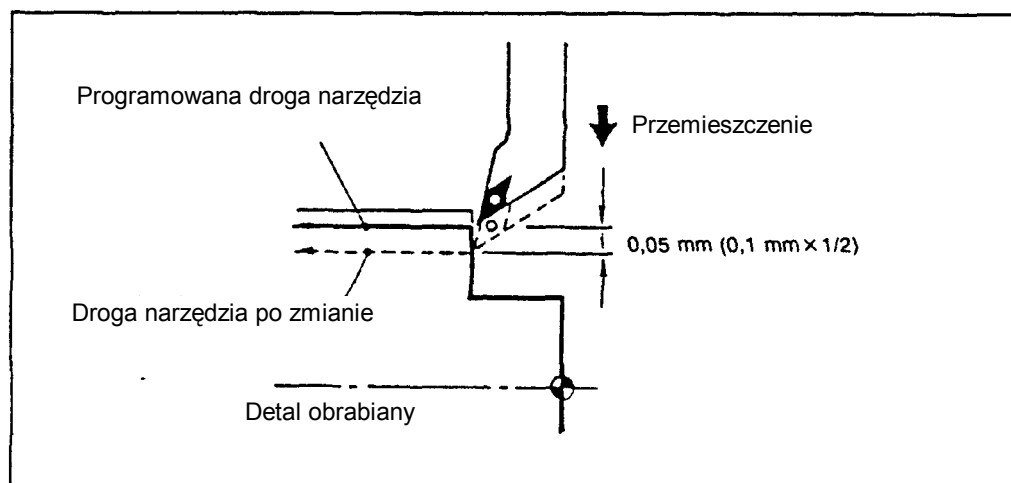 Programowana droga narzędzia
Przemieszczenie
0,05 mm (0,1 mm × 1/2)
Droga narzędzia po zmianie
Detal obrabiany